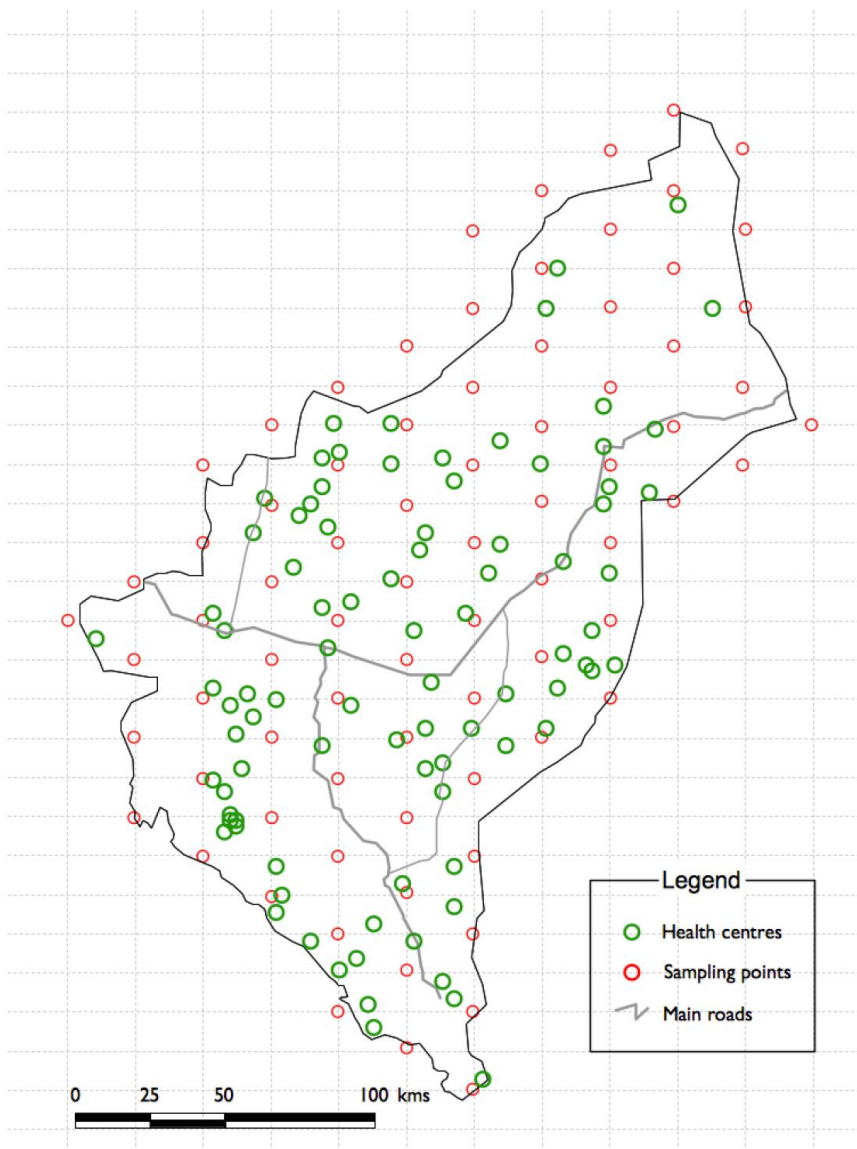 Legend
Health centres
Sampling points
Main roads
0 25 50 100 kms